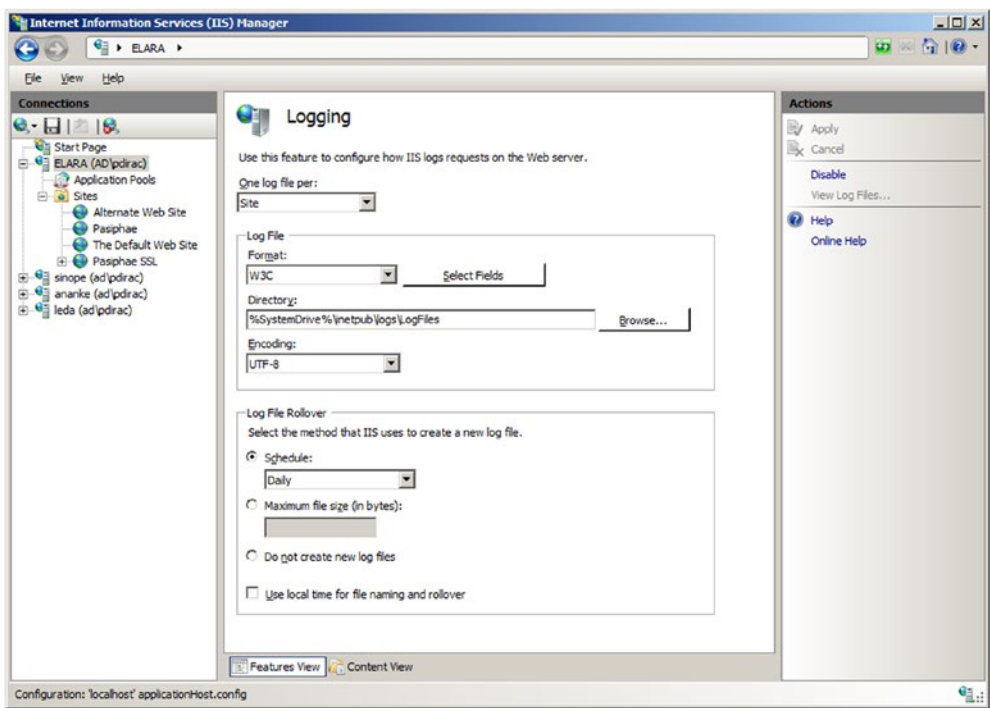 Internet Information Services (IIS) Manager
ELARA
File View Help
Connections
Start Page
ELARA (AD\pdirac)
Application Pools
Sites
Alternate Web Site
Pasiphae
The Default Web Site
Pasiphae SSL
sinope (ad\pdirac)
ananke (ad\pdirac)
leda (ad\pdirac)
Logging
Use this feature to configure how IIS logs requests on the Web server.
One log file per:
Site
Log File
Format:
W3C
Select Fields
Directory:
%SystemDrive%\inetpub\logs\LogFiles
Browse...
Encoding:
UTF-8
Log File Rollover
Select the method that IIS uses to create a new log file.
Schedule:
Daily
Maximum file size (in bytes):
Do not create new log files
Use local time for file naming and rollover
Features View
Content View
Actions
Apply
Cancel
Disable
View Log Files...
Help
Online Help
Configuration: 'localhost' applicationHost.config